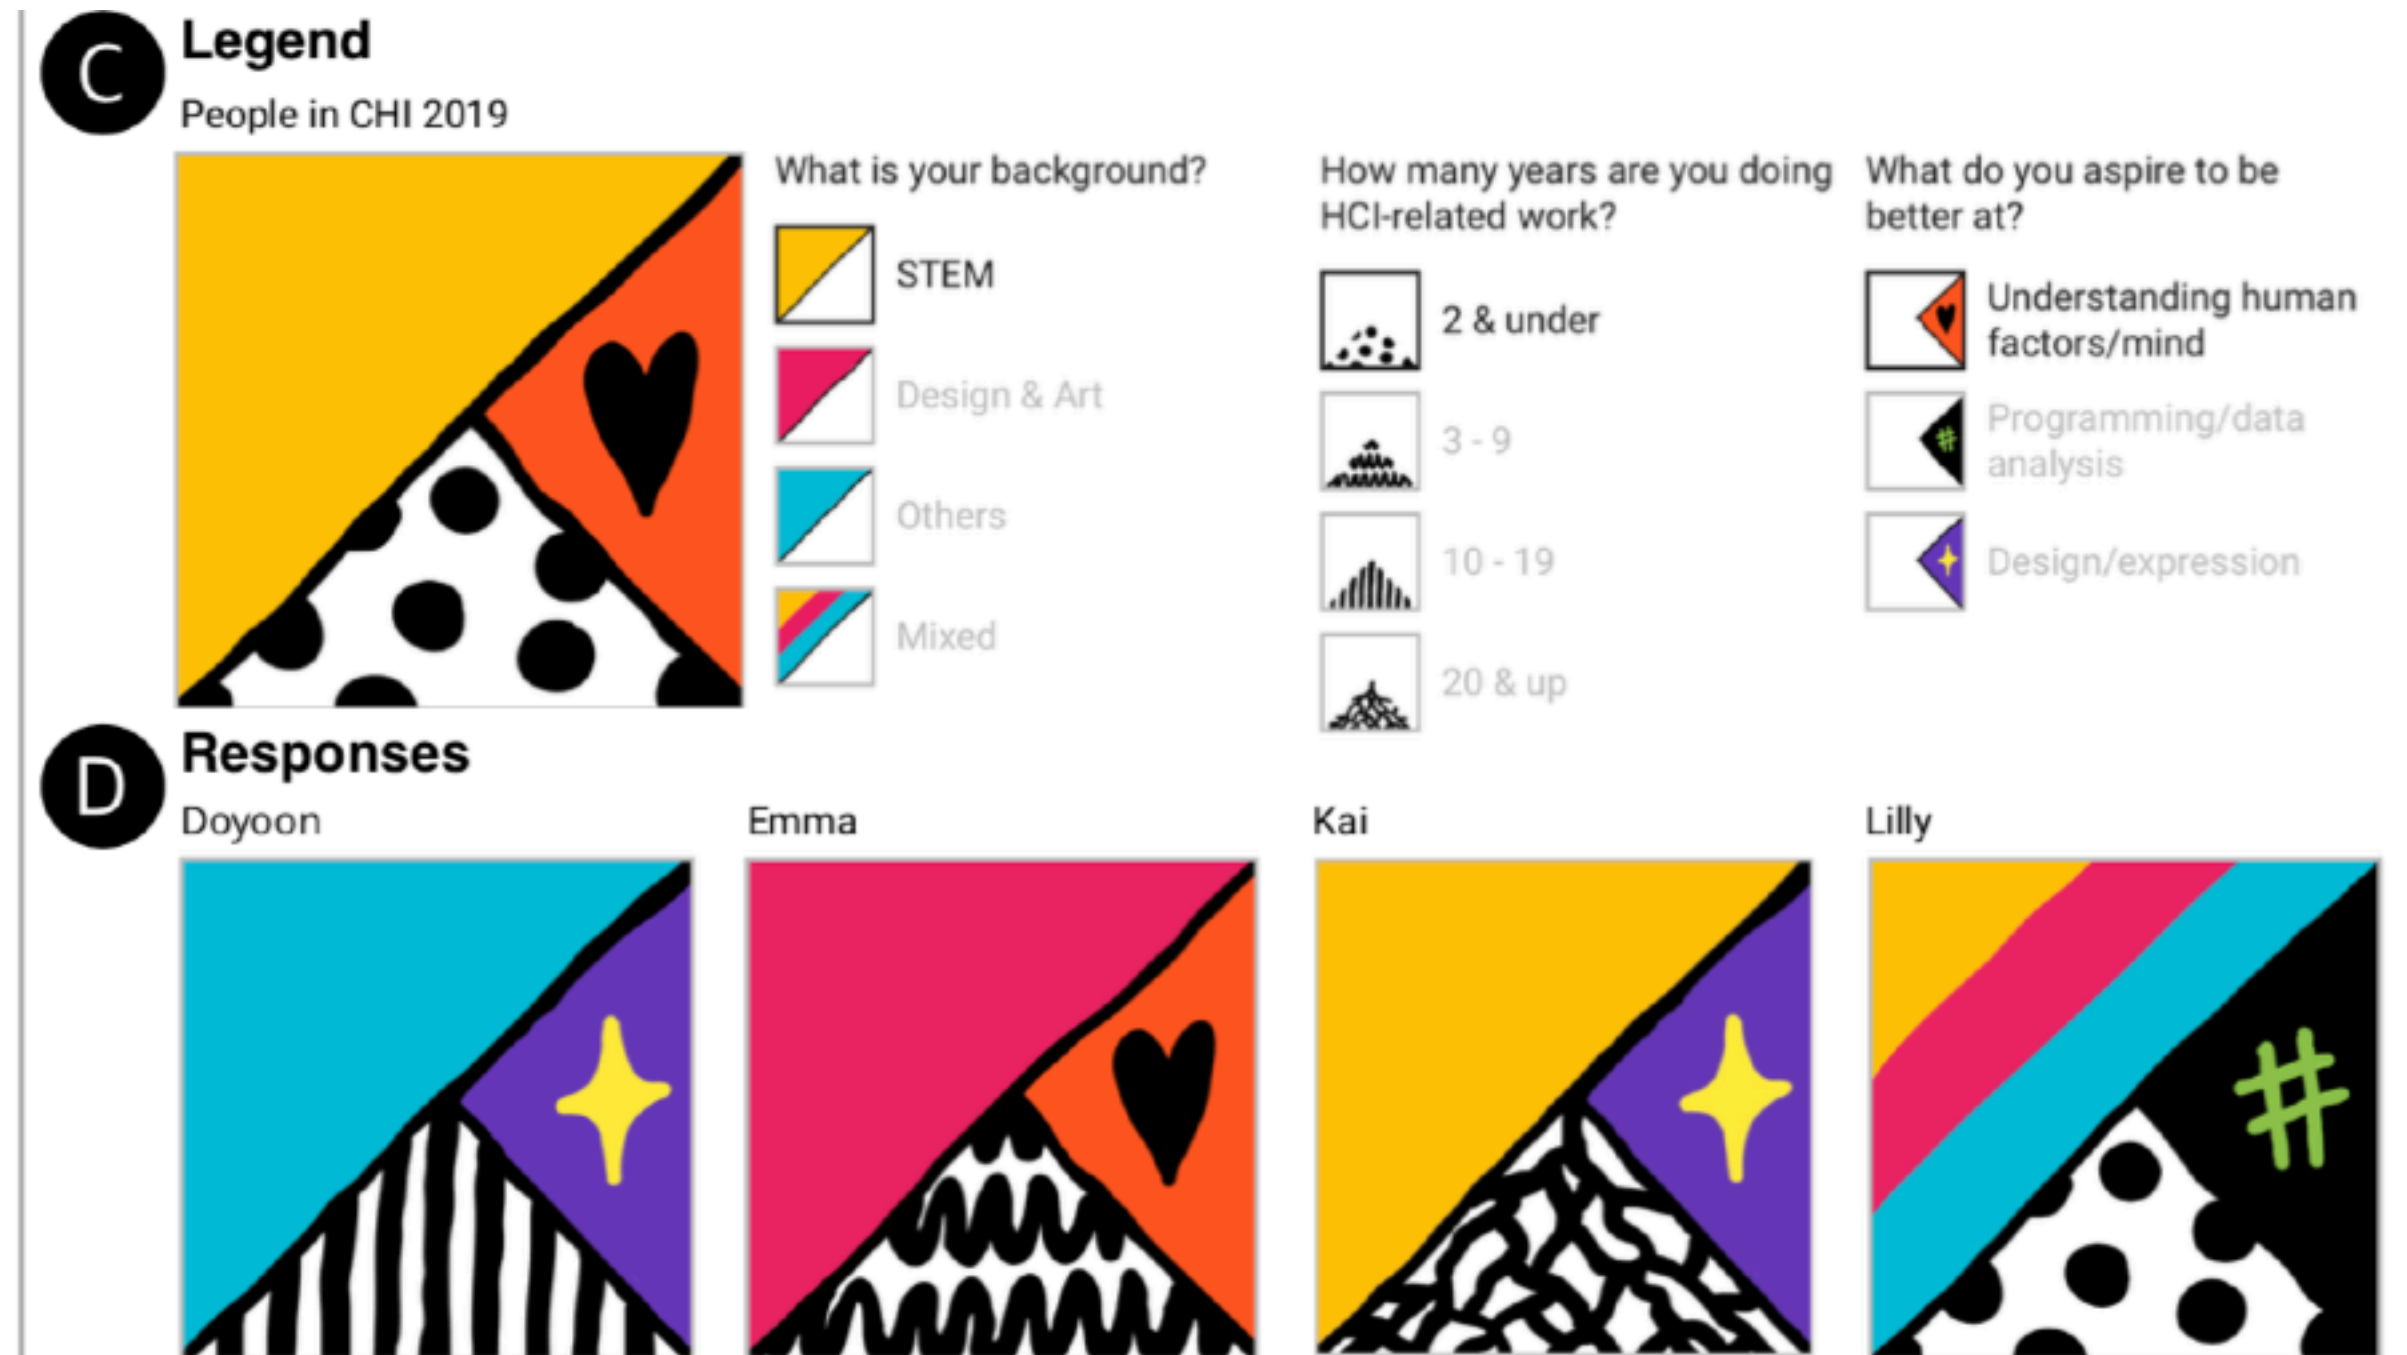 C
Legend
People in CHI 2019
What is your background?
STEM
Design & Art
Others
Mixed
How many years are you doing
HCI-related work?
2 & under
3 - 9
10 - 19
20 & up
What do you aspire to be
better at?
Understanding human
factors/mind
#
Programming/data
analysis
Design/expression
D
Responses
Doyoon
Emma
Kai
Lilly
#